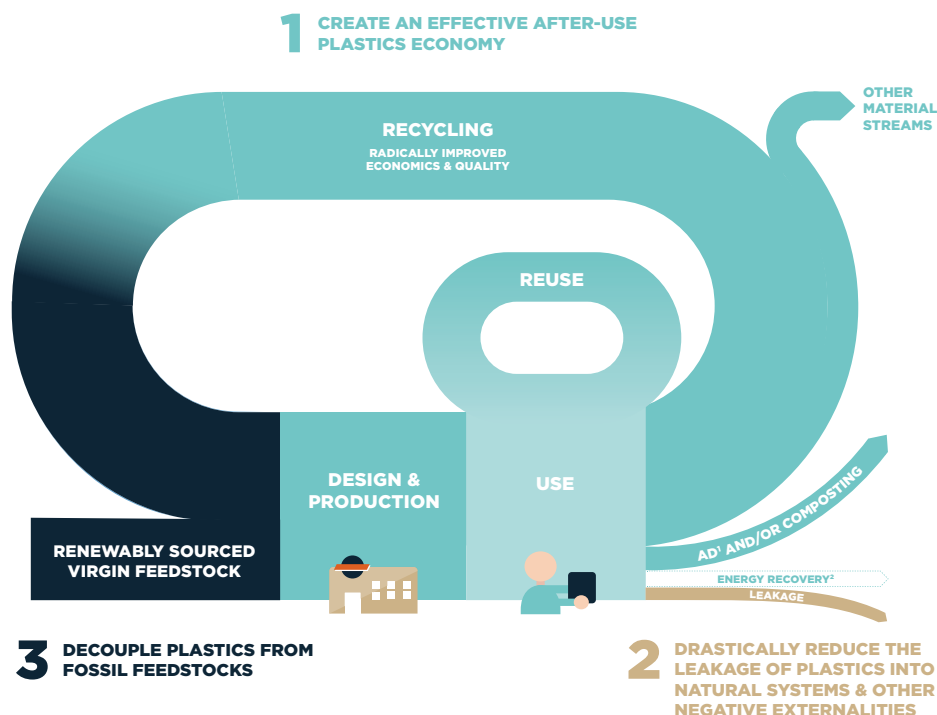 1 CREATE AN EFFECTIVE AFTER-USE
PLASTICS ECONOMY
OTHER
MATERIAL
STREAMS
RECYCLING
RADICALLY IMPROVED
ECONOMICS & QUALITY
REUSE
DESIGN &
PRODUCTION
USE
RENEWABLY SOURCED
VIRGIN FEEDSTOCK
AD¹ AND/OR COMPOSTING
ENERGY RECOVERY²
LEAKAGE
3 DECOUPLE PLASTICS FROM
FOSSIL FEEDSTOCKS
2 DRASTICALLY REDUCE THE
LEAKAGE OF PLASTICS INTO
NATURAL SYSTEMS & OTHER
NEGATIVE EXTERNALITIES